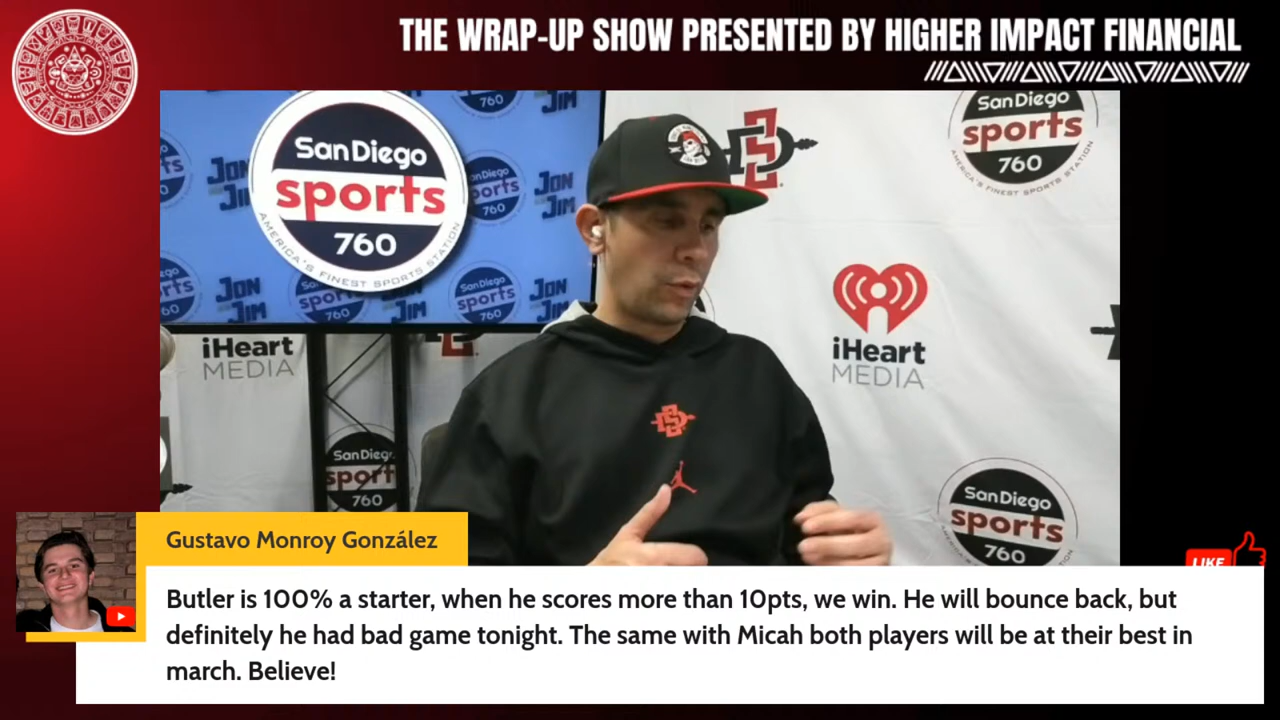 THE WRAP-UP SHOW PRESENTED BY HIGHER IMPACT FINANCIAL
San Diego
sports
760
AMERICA'S FINEST SPORTS STATION
JON
JIM
San Diego
sports
760
AMERICA'S FINEST SPORTS STATION
iHeart
MEDIA
iHeart
MEDIA
San Diego
sports
760
San Diego
sports
760
LIKE
Gustavo Monroy González
Butler is 100% a starter, when he scores more than 10pts, we win. He will bounce back, but
definitely he had bad game tonight. The same with Micah both players will be at their best in
march. Believe!